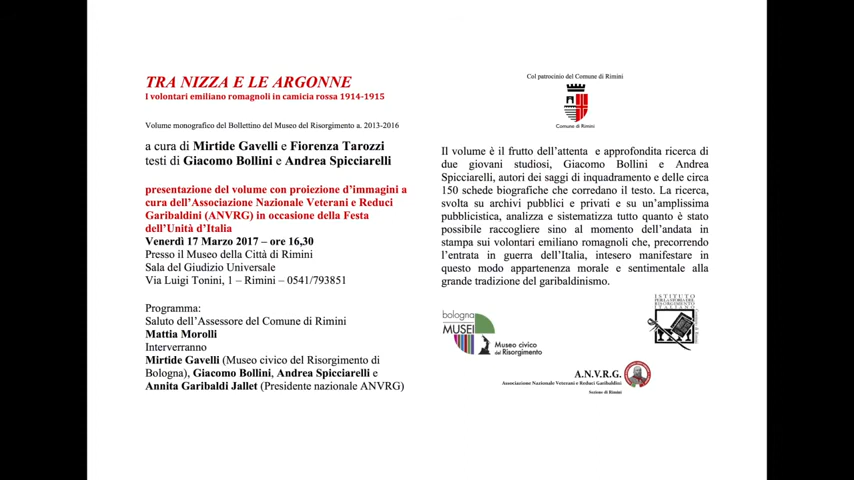 TRA NIZZA E LE ARGONNE
I volontari emiliano romagnoli in camicia rossa 1914-1915
Volume monografico del Bollettino del Museo del Risorgimento a. 2013-2016
a cura di Mirtide Gavelli e Fiorenza Tarozzi
testi di Giacomo Bollini e Andrea Spicciarelli
presentazione del volume con proiezione d'immagini a
cura dell'Associazione Nazionale Veterani e Reduci
Garibaldini (ANVRG) in occasione della Festa
dell'Unità d'Italia
Venerdì 17 Marzo 2017 – ore 16,30
Presso il Museo della Città di Rimini
Sala del Giudizio Universale
Via Luigi Tonini, 1 – Rimini – 0541/793851
Programma:
Saluto dell'Assessore del Comune di Rimini
Mattia Morolli
Interverranno
Mirtide Gavelli (Museo civico del Risorgimento di
Bologna), Giacomo Bollini, Andrea Spicciarelli e
Annita Garibaldi Jallet (Presidente nazionale ANVRG)
Col patrocinio del Comune di Rimini
Comune di Rimini
Il volume è il frutto dell'attenta e approfondita ricerca di
due giovani studiosi, Giacomo Bollini e Andrea
Spicciarelli, autori dei saggi di inquadramento e delle circa
150 schede biografiche che corredano il testo. La ricerca,
svolta su archivi pubblici e privati e su un'amplissima
pubblicistica, analizza e sistematizza tutto quanto è stato
possibile raccogliere sino al momento dell'andata in
stampa sui volontari emiliano romagnoli che, precorrendo
l'entrata in guerra dell'Italia, intesero manifestare in
questo modo appartenenza morale e sentimentale alla
grande tradizione del garibaldinismo.
bologna
MUSEI
Museo civico
del Risorgimento
ISTITUTO
PER LA STORIA DEL
RISORGIMENTO
ITALIANO
A.N.V.R.G.
Associazione Nazionale Veterani e Reduci Garibaldini
Sezione di Rimini